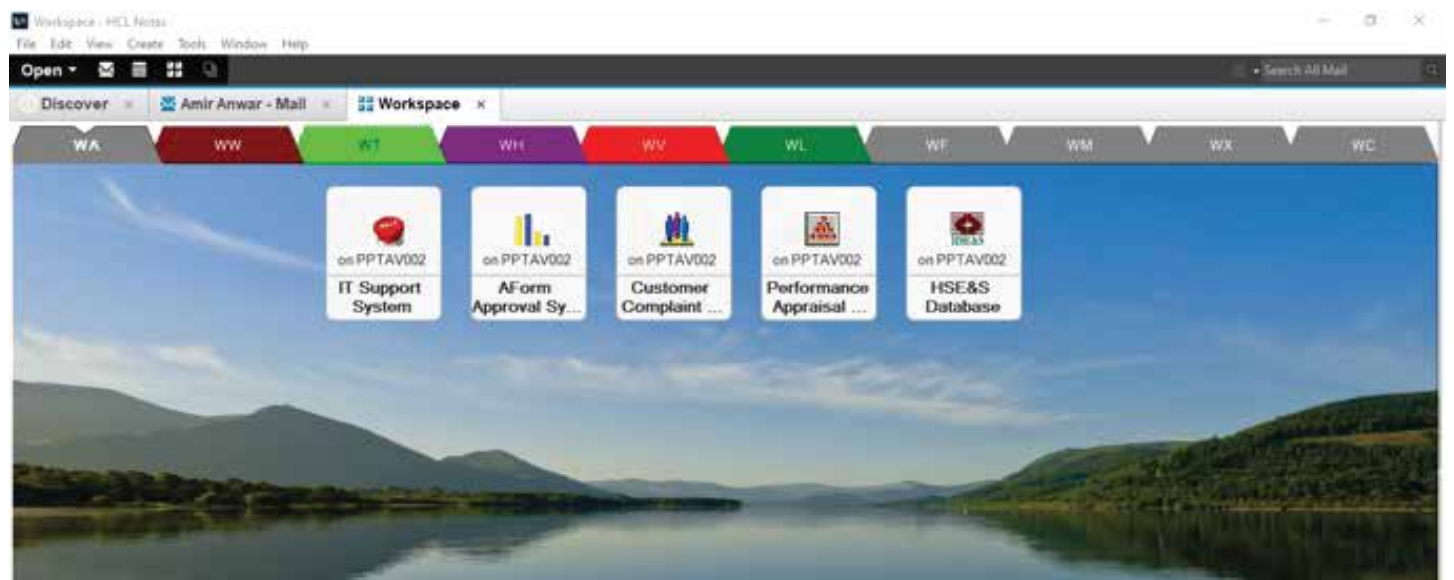 Workspace - HCL Notes
File Edit View Create Tools Window Help
Open
Search All Mail
Discover
Amir Anwar - Mail
Workspace
WA WW WT WH WV WL WF WM WX WC
on PPTAV002
IT Support
System
on PPTAV002
AForm
Approval Sy...
on PPTAV002
Customer
Complaint ...
on PPTAV002
Performance
Appraisal ...
IDEAS
on PPTAV002
HSE&S
Database